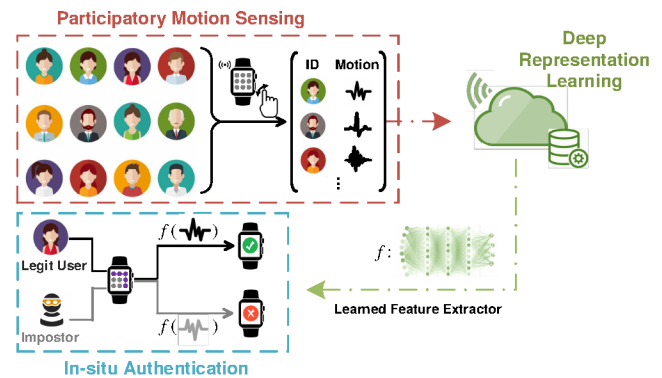 Participatory Motion Sensing
ID Motion
Deep
Representation
Learning
Legit User
f(
)
Impostor
f(
)
f:
Learned Feature Extractor
In-situ Authentication